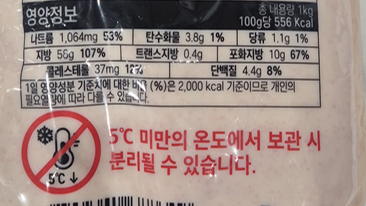 영양정보
총 내용량 1kg
100g당 556 Kcal
나트륨 1,064mg 53% 탄수화물 3.8g 1% 당류 1.1g 1%
지방 58g 107% 트랜스지방 0.4g 포화지방 10g 67%
콜레스테롤 37mg 12% 단백질 4.4g 8%
1일 영양성분 기준치에 대한 비율(%)은 2,000 kcal 기준이므로 개인의
필요열량에 따라 다를 수 있습니다.
5℃ 미만의 온도에서 보관 시
분리될 수 있습니다.
5℃ ↓